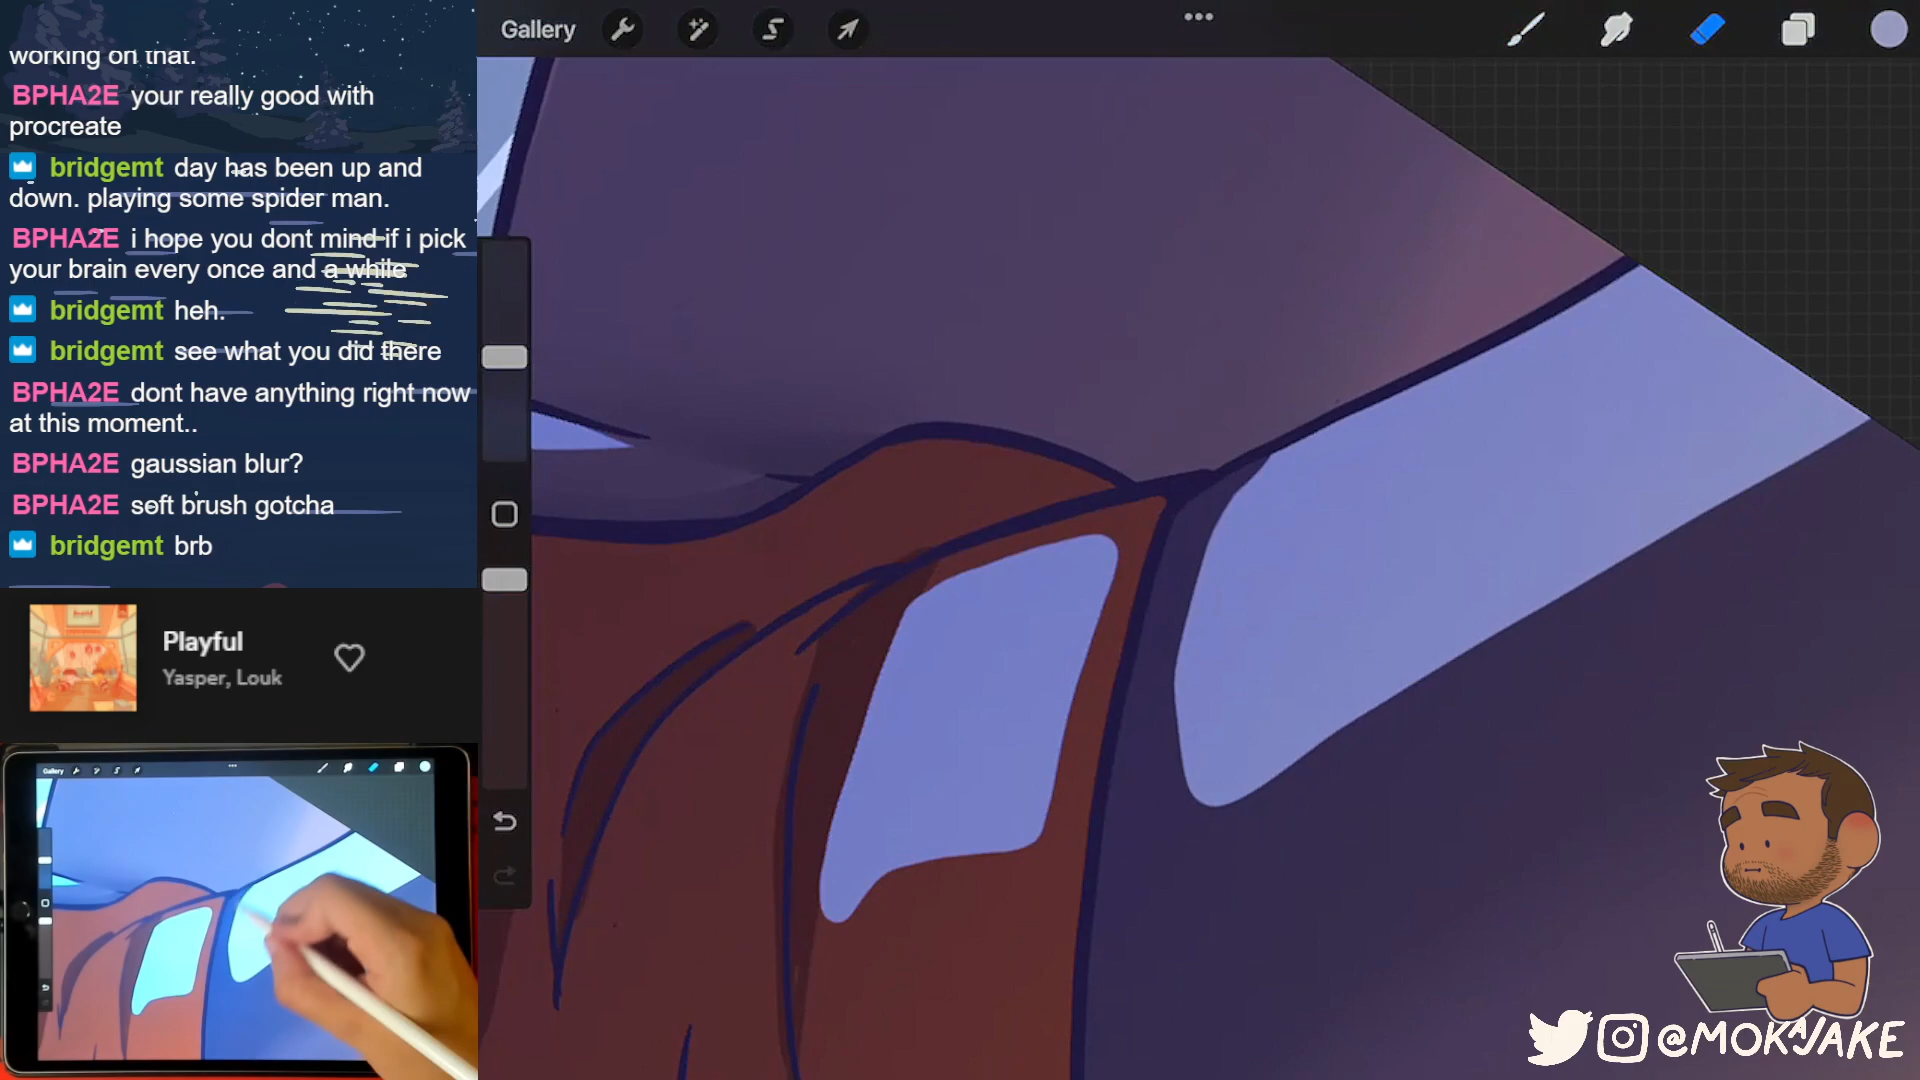 working on that.
BPHA2E your really good with
procreate
bridgemt day has been up and
down. playing some spider man.
BPHA2E i hope you dont mind if i pick
your brain every once and a while
bridgemt heh.
bridgemt see what you did there
BPHA2E dont have anything right now
at this moment..
BPHA2E gaussian blur?
BPHA2E soft brush gotcha
bridgemt brb
Playful
Yasper, Louk
Gallery
Gallery
@MOKAJAKE